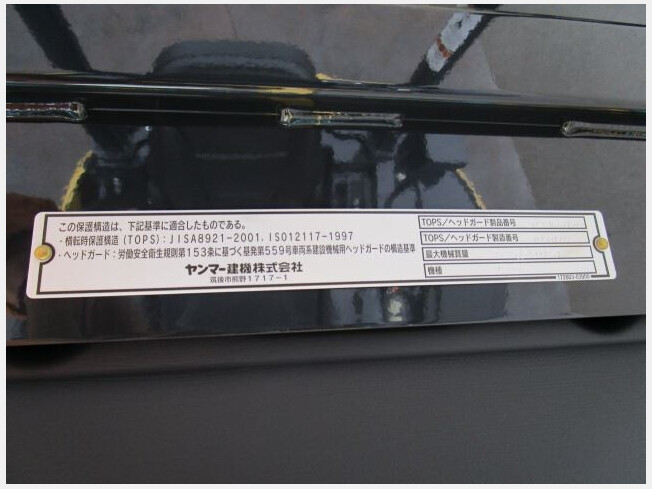 この保護構造は、下記基準に適合したものである。
・横転時保護構造(TOPS):JISA8921-2001，ISO12117-1997
・ヘッドガード:労働安全衛生規則第153条に基づく基発第559号車両系建設機械用ヘッドガードの構造基準
ヤンマー建機株式会社
筑後市熊野1717-1
TOPS/ヘッドガード製品番号
TOPS/ヘッドガード製造番号
最大機械質量
機種